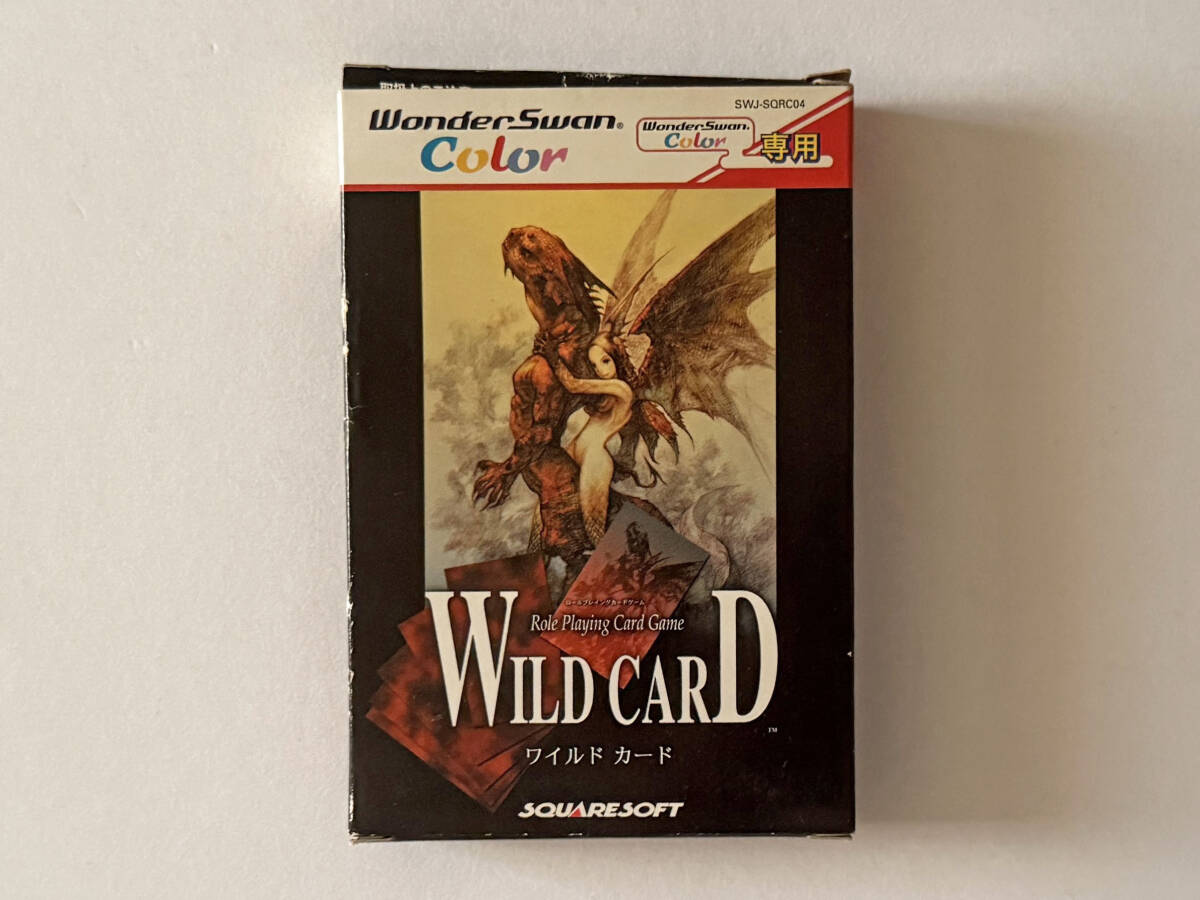 SWJ-SQRC04
WonderSwan®
Color
WonderSwan
Color
専用
ロールプレイングカードゲーム
Role Playing Card Game
WILD CARD™
ワイルド カード
SQUARESOFT